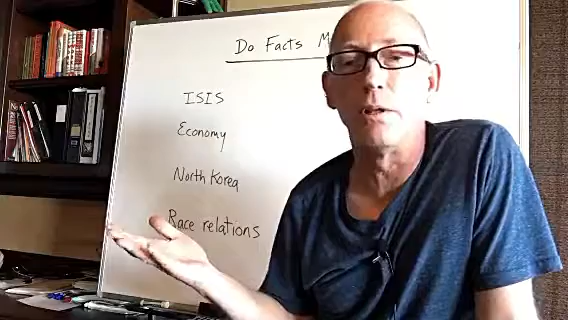 Do Facts M
ISIS
Economy
North Korea
Race relations